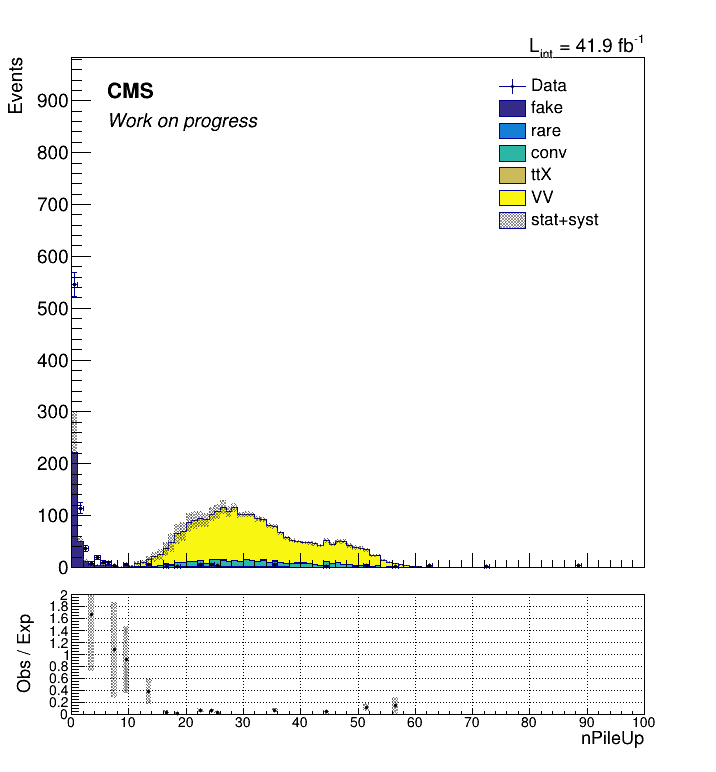 L_int = 41.9 fb^-1
Events
CMS
Work on progress
Data
fake
rare
conv
ttX
VV
stat+syst
900
800
700
600
500
400
300
200
100
0
Obs / Exp
2
1.8
1.6
1.4
1.2
1
0.8
0.6
0.4
0.2
0
0 10 20 30 40 50 60 70 80 90 100
nPileUp